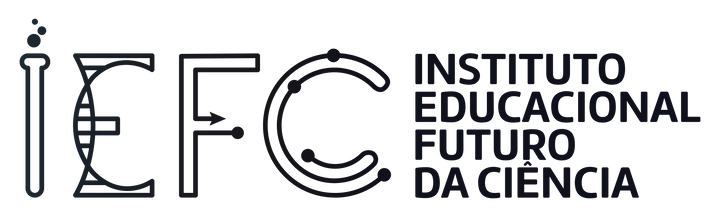 IEFC
INSTITUTO
EDUCACIONAL
FUTURO
DA CIÊNCIA